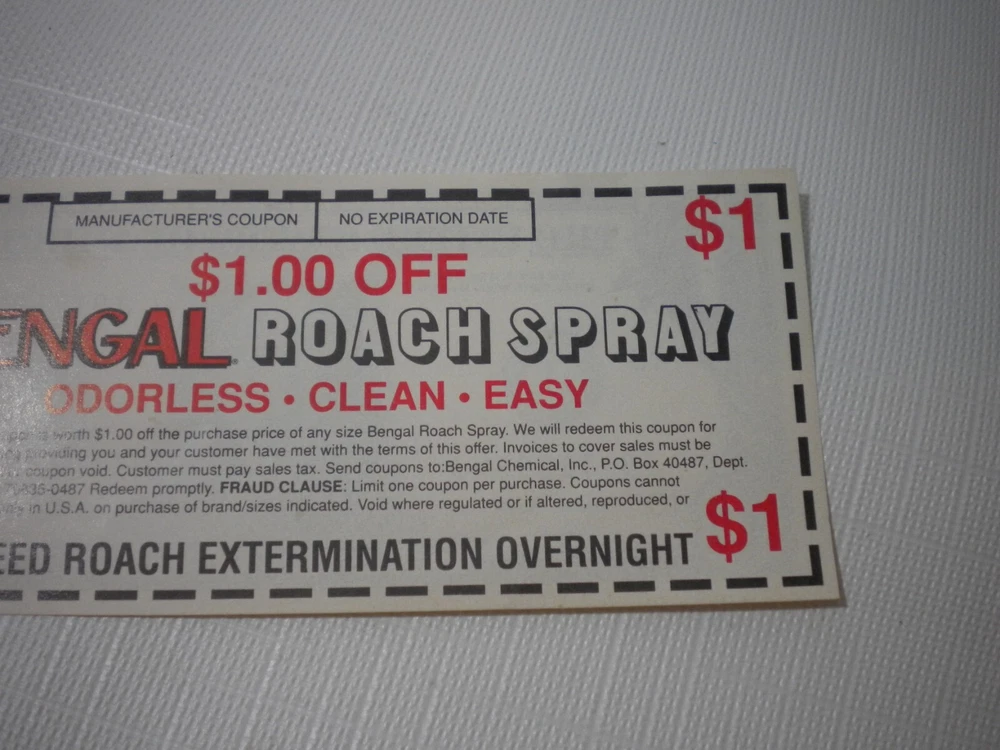 MANUFACTURER'S COUPON NO EXPIRATION DATE
$1
$1.00 OFF
ENGAL ROACH SPRAY
ODORLESS • CLEAN • EASY
worth $1.00 off the purchase price of any size Bengal Roach Spray. We will redeem this coupon for
providing you and your customer have met with the terms of this offer. Invoices to cover sales must be
coupon void. Customer must pay sales tax. Send coupons to:Bengal Chemical, Inc., P.O. Box 40487, Dept.
835-0487 Redeem promptly. FRAUD CLAUSE: Limit one coupon per purchase. Coupons cannot
in U.S.A. on purchase of brand/sizes indicated. Void where regulated or if altered, reproduced, or
$1
EED ROACH EXTERMINATION OVERNIGHT